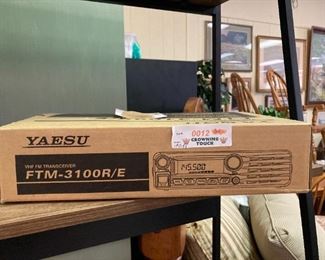 YAESU
0012
CROWNING
TOUCH
VHF FM TRANSCEIVER
FTM-3100R/E
145.500